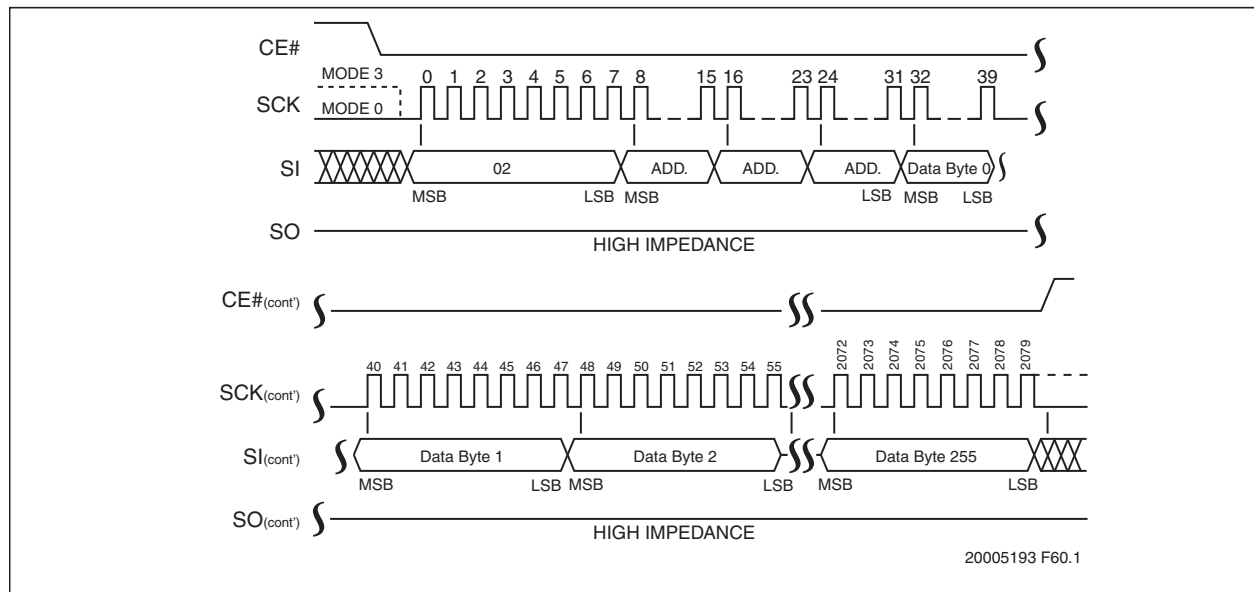 CE#
MODE 3
0 1 2 3 4 5 6 7 8 15 16 23 24 31 32 39
SCK
MODE 0
SI
02 ADD. ADD. ADD. Data Byte 0
MSB LSB MSB LSB MSB LSB
SO
HIGH IMPEDANCE
CE#(cont')
40 41 42 43 44 45 46 47 48 49 50 51 52 53 54 55 2072 2073 2074 2075 2076 2077 2078 2079
SCK(cont')
SI(cont') Data Byte 1 Data Byte 2 Data Byte 255
MSB LSB MSB LSB MSB LSB
SO(cont')
HIGH IMPEDANCE
20005193 F60.1